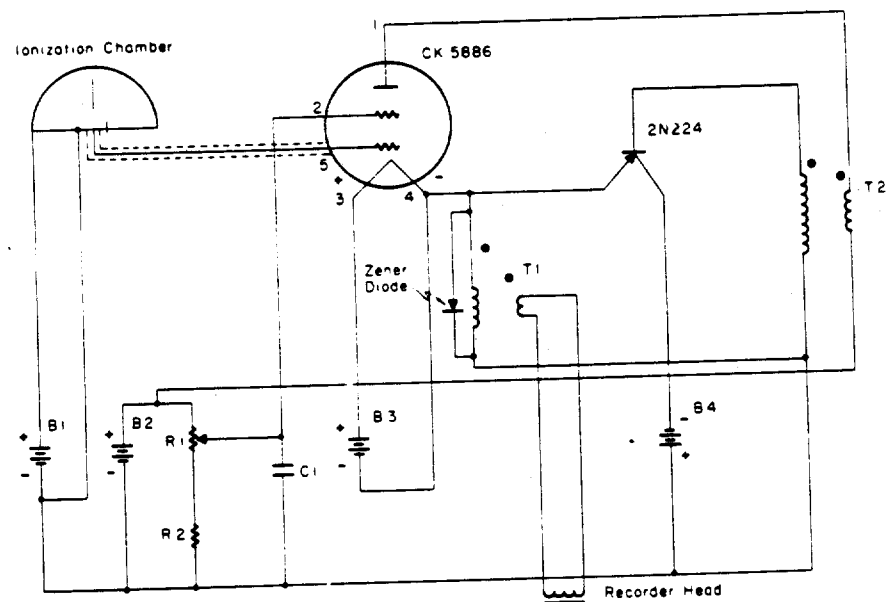 Ionization Chamber
1
CK 5886
2
5
+
3
4
-
2N224
T2
T1
Zener
Diode
+
B1
-
+
B2
-
R1
R2
C1
+
B3
-
B4
-
+
Recorder Head